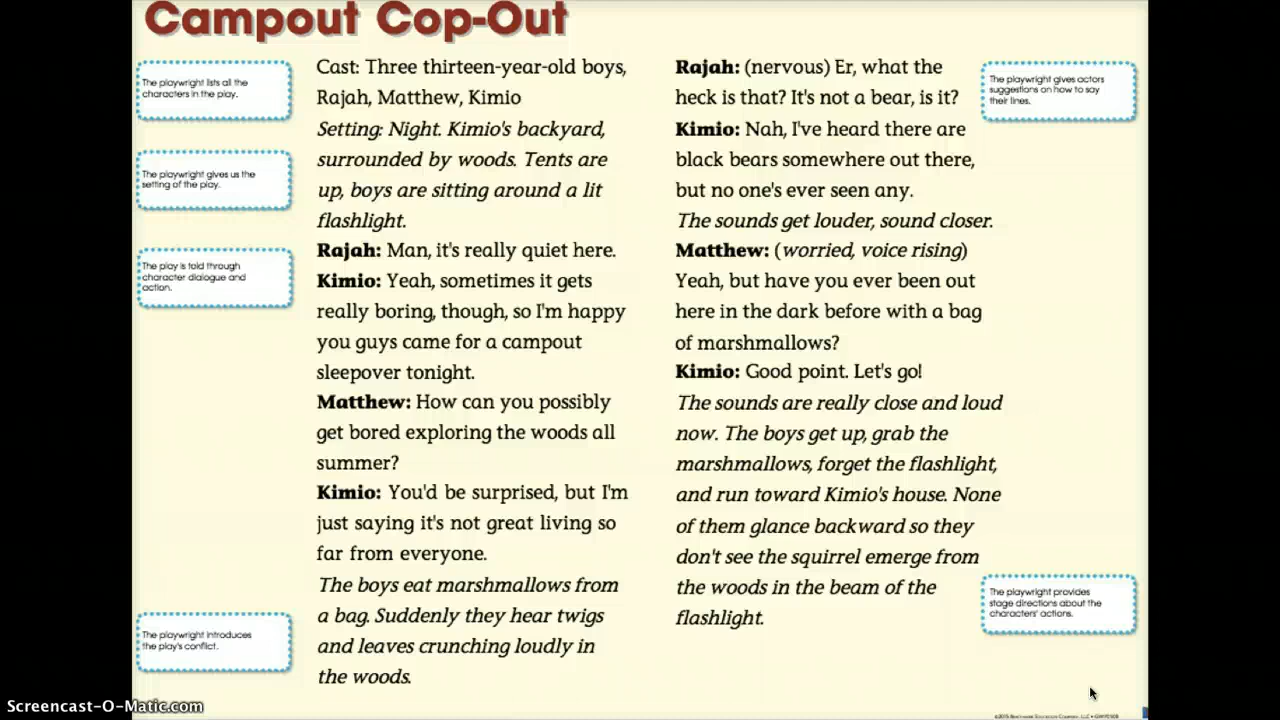 Campout Cop-Out
The playwright lists all the
characters in the play.
The playwright gives us the
setting of the play.
The play is told through
character dialogue and
action.
The playwright introduces
the play's conflict.
Cast: Three thirteen-year-old boys,
Rajah, Matthew, Kimio
Setting: Night. Kimio's backyard,
surrounded by woods. Tents are
up, boys are sitting around a lit
flashlight.
Rajah: Man, it's really quiet here.
Kimio: Yeah, sometimes it gets
really boring, though, so I'm happy
you guys came for a campout
sleepover tonight.
Matthew: How can you possibly
get bored exploring the woods all
summer?
Kimio: You'd be surprised, but I'm
just saying it's not great living so
far from everyone.
The boys eat marshmallows from
a bag. Suddenly they hear twigs
and leaves crunching loudly in
the woods.
Rajah: (nervous) Er, what the
heck is that? It's not a bear, is it?
Kimio: Nah, I've heard there are
black bears somewhere out there,
but no one's ever seen any.
The sounds get louder, sound closer.
Matthew: (worried, voice rising)
Yeah, but have you ever been out
here in the dark before with a bag
of marshmallows?
Kimio: Good point. Let's go!
The sounds are really close and loud
now. The boys get up, grab the
marshmallows, forget the flashlight,
and run toward Kimio's house. None
of them glance backward so they
don't see the squirrel emerge from
the woods in the beam of the
flashlight.
The playwright gives actors
suggestions on how to say
their lines.
The playwright provides
stage directions about the
characters' actions.
Screencast-O-Matic.com